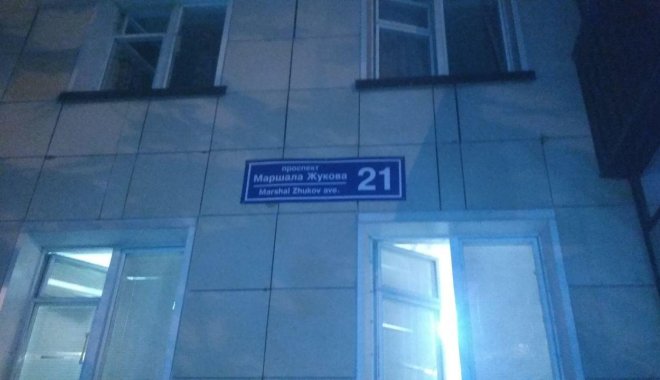 проспект
Маршала Жукова
Marshal Zhukov ave.
21